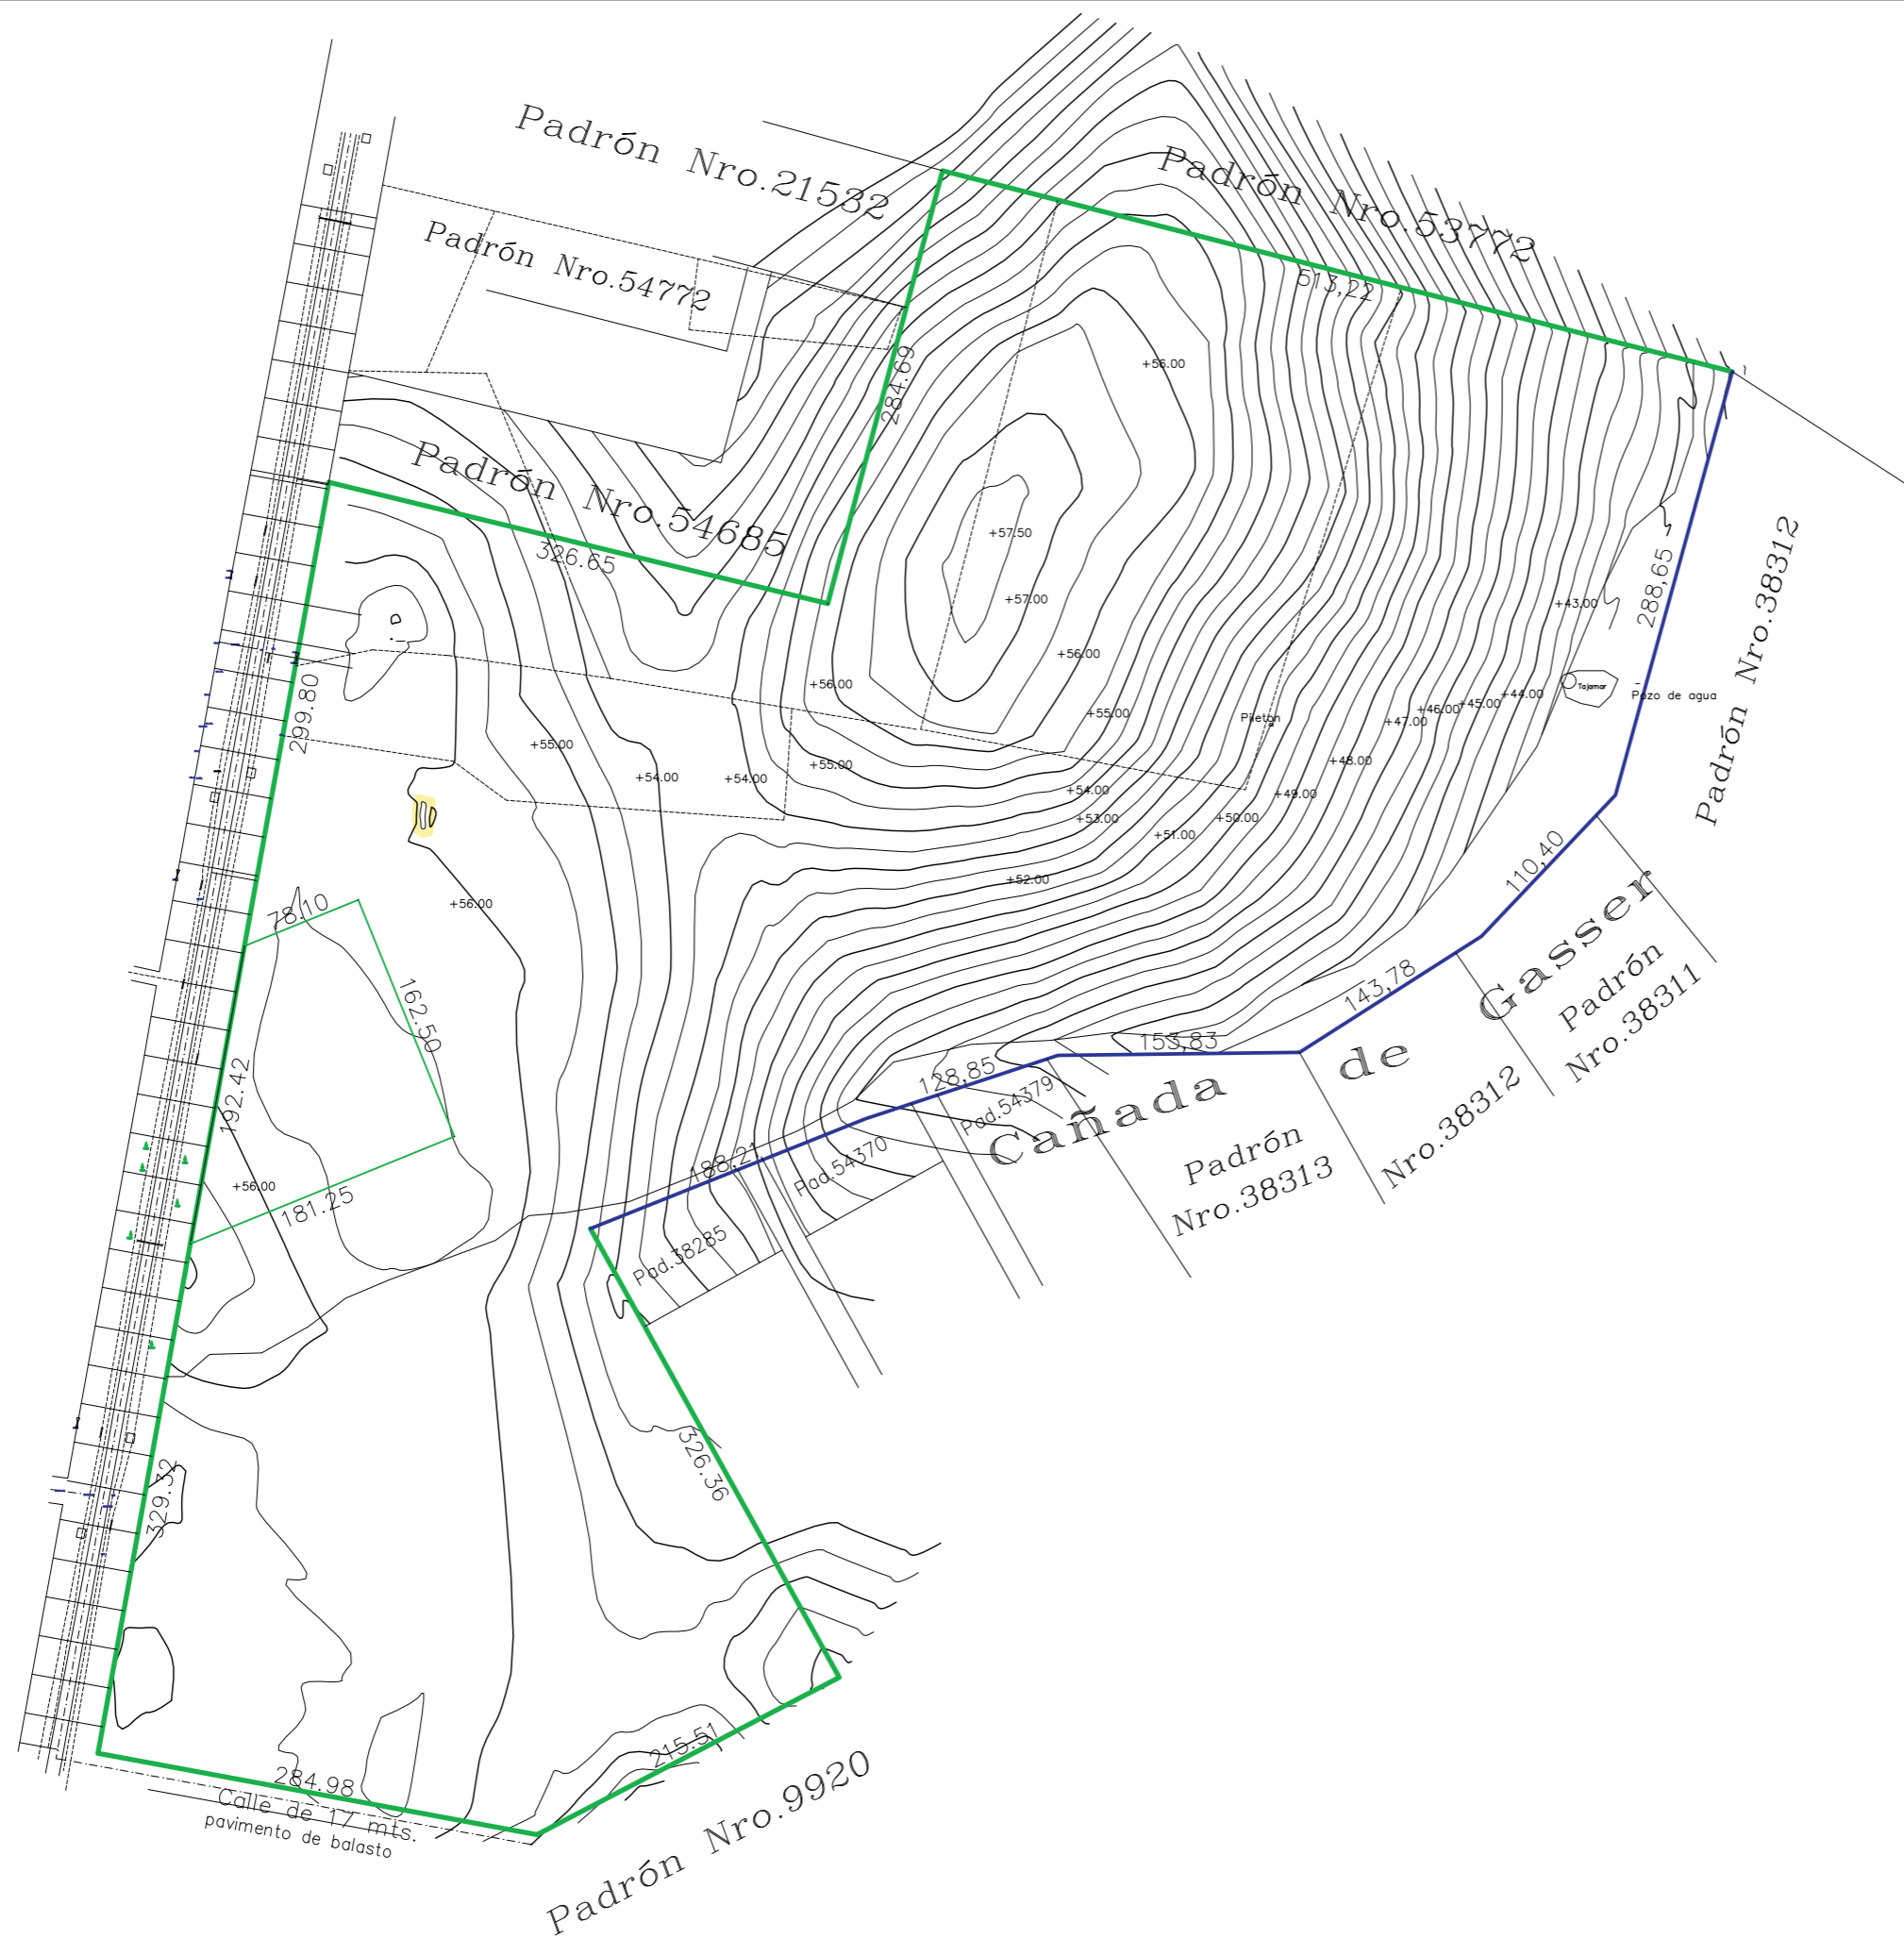 Padrón Nro.21532
Padrón Nro.53772
Padrón Nro.54772
513,22
284.69
+56.00
Padrón Nro.54685
326.65
+57.50
+57.00
+43,00
288,65
Padrón Nro.38312
+56.00
+56.00
299.80
+55.00
+55.00
+54.00
+54.00
+55.00
Piletón
+44.00
+45.00
+46.00
+47.00
+48.00
Tajamar
Pozo de agua
+54.00
+53.00
+49.00
+50.00
+51.00
+52.00
110,40
+56.00
78.10
162.50
192.42
+56.00
181.25
143,78
153,83
128,85
188,21
Cañada de Gasser
Padrón
Nro.38311
Nro.38312
Padrón
Nro.38313
Pad.54379
Pad.54370
Pad.38285
326.36
329.32
215.51
284.98
Calle de 17 mts.
pavimento de balasto
Padrón Nro.9920